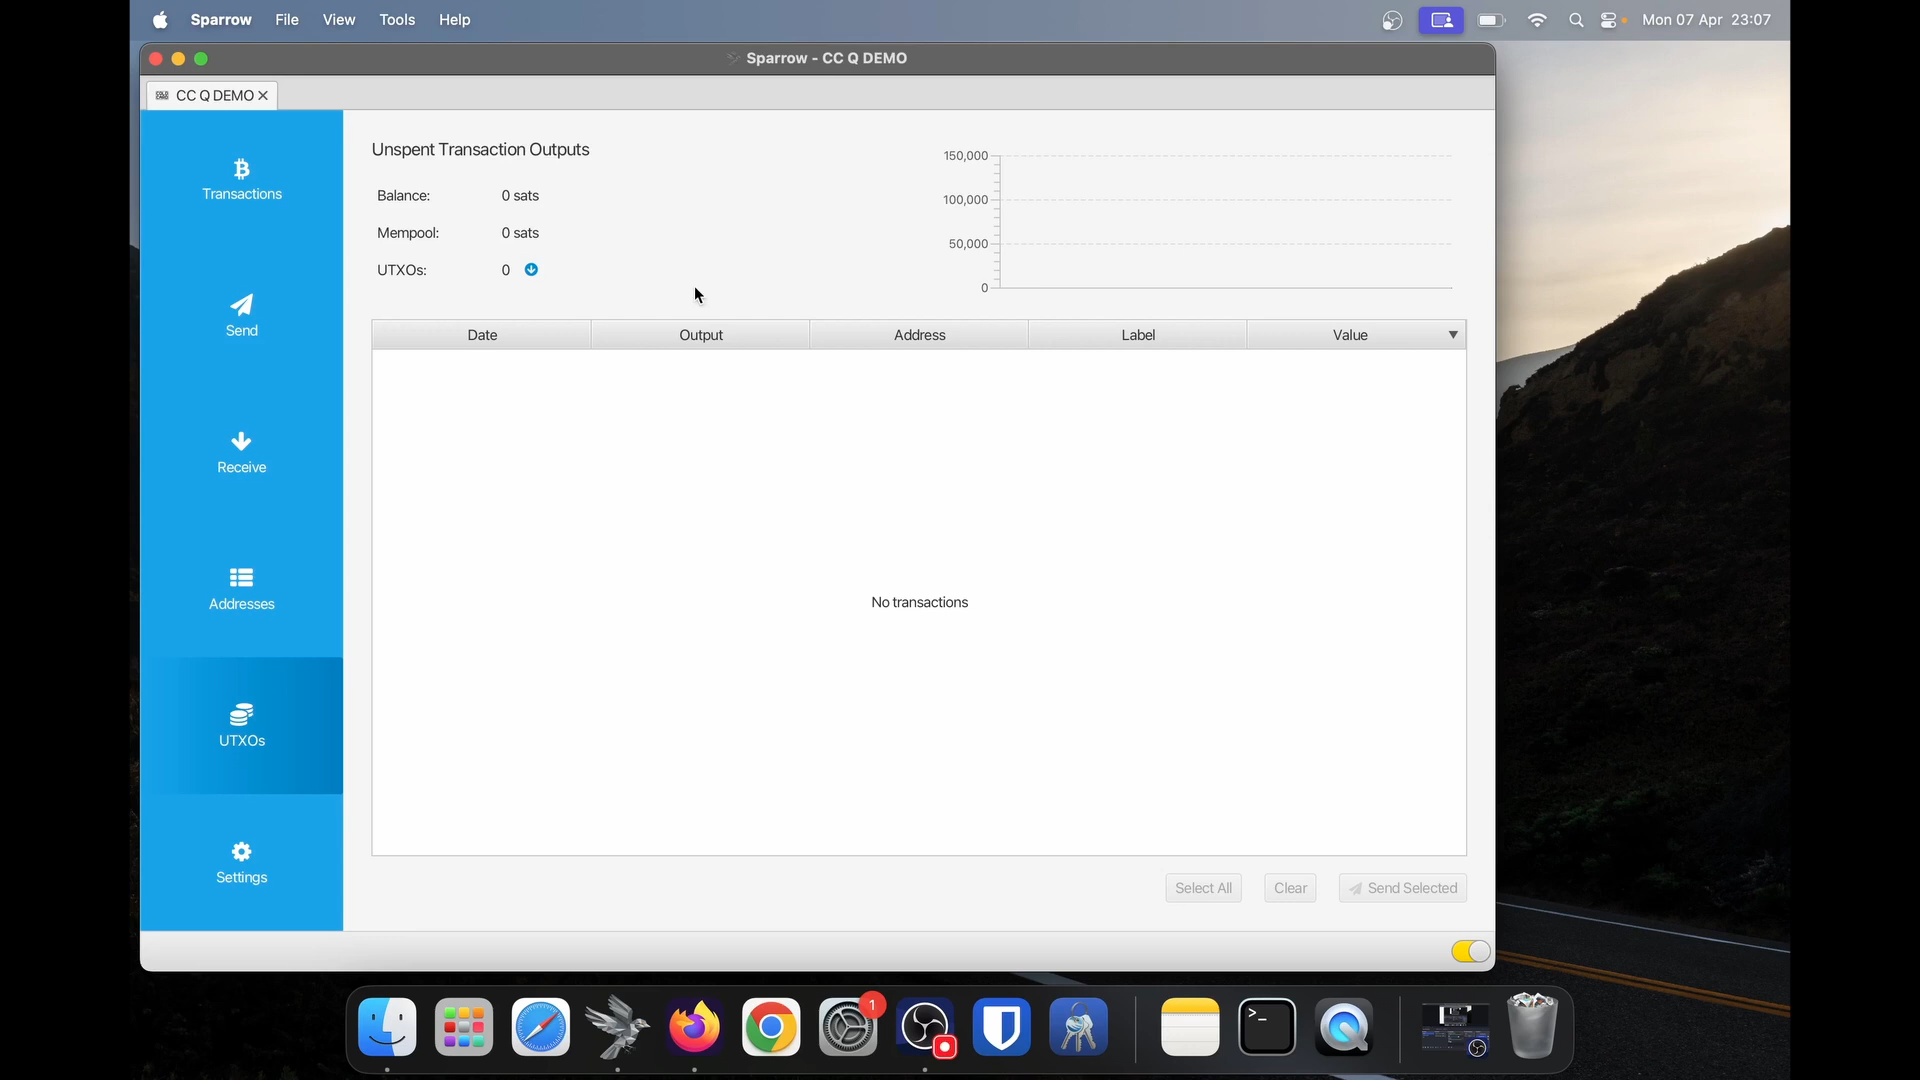 Sparrow File View Tools Help Mon 07 Apr 23:07
Sparrow - CC Q DEMO
CC Q DEMO
Transactions
Send
Receive
Addresses
UTXOs
Settings
Unspent Transaction Outputs
Balance: 0 sats
Mempool: 0 sats
UTXOs: 0
150,000
100,000
50,000
0
Date Output Address Label Value
No transactions
Select All Clear Send Selected
1
>_